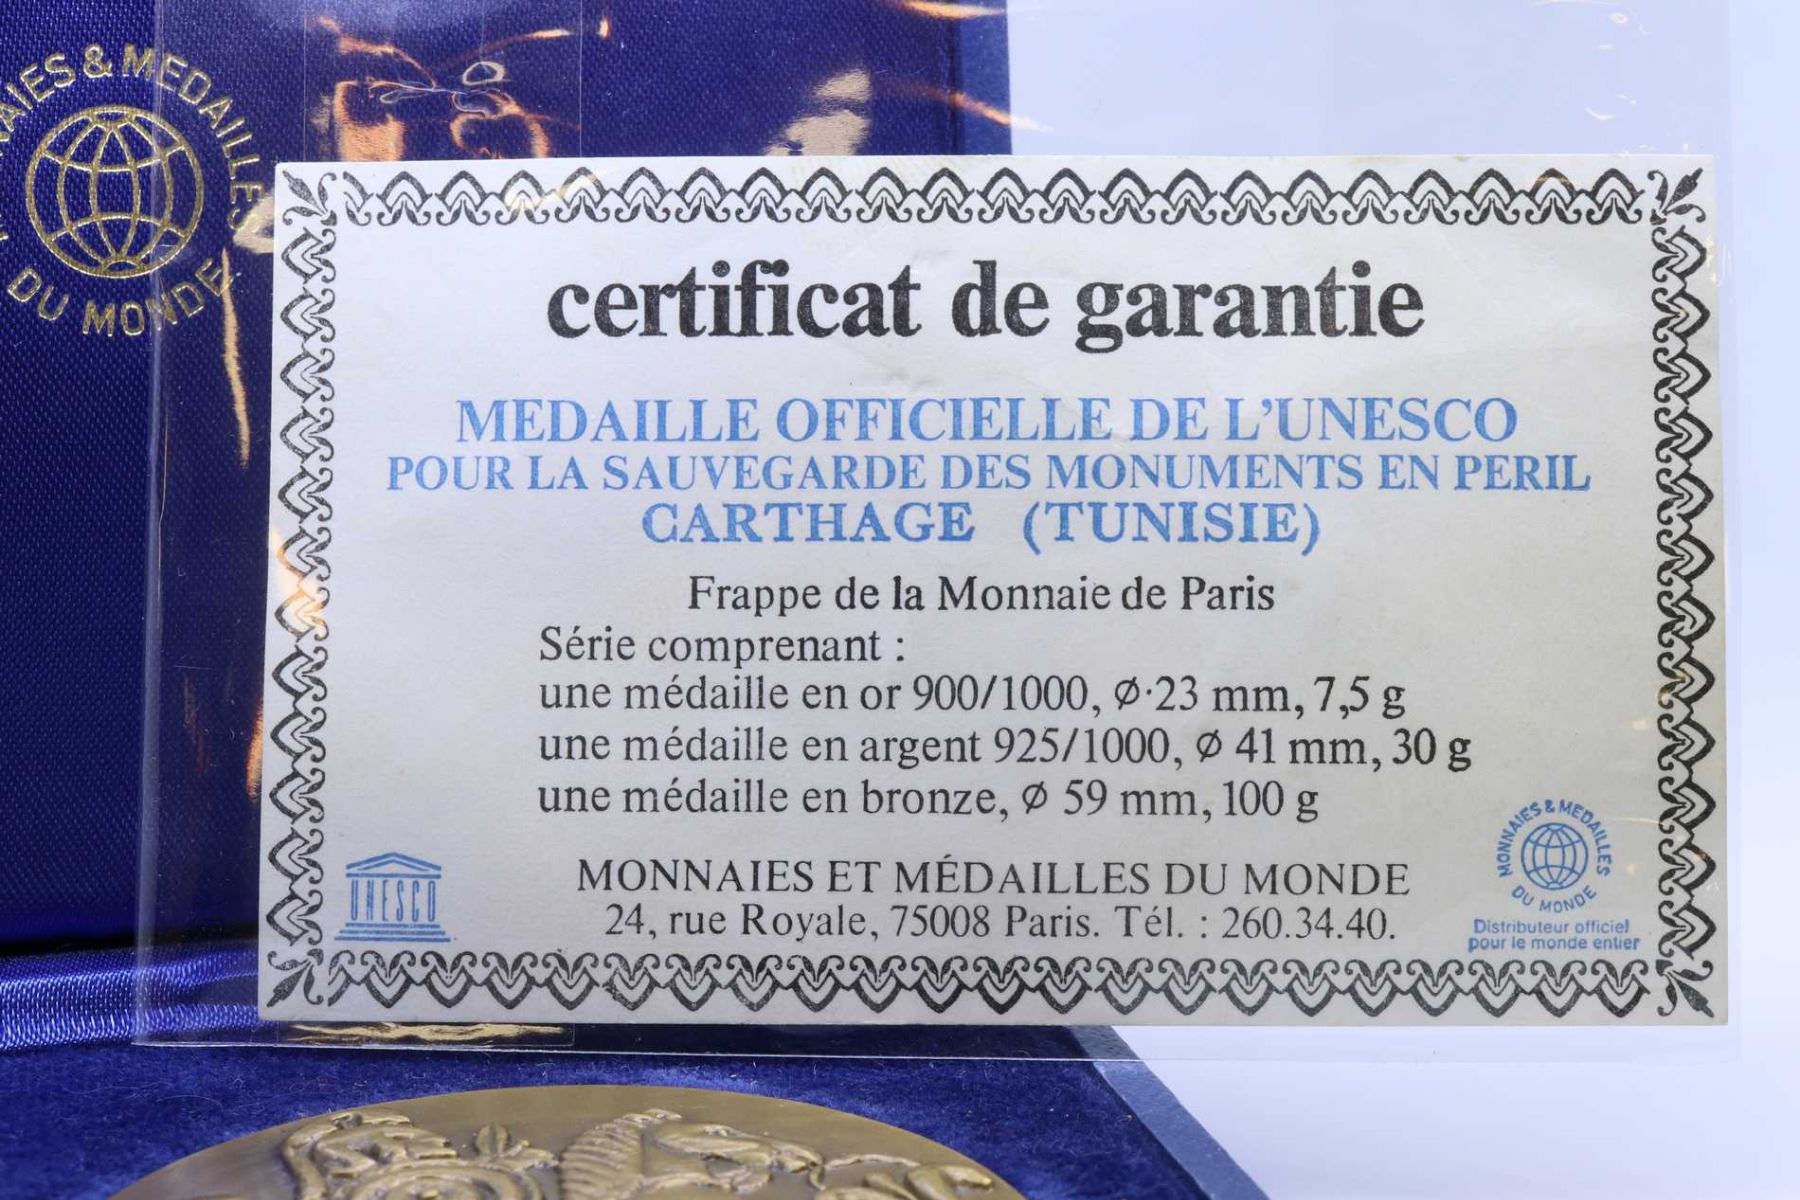 MONNAIES & MEDAILLES
DU MONDE
certificat de garantie
MEDAILLE OFFICIELLE DE L'UNESCO
POUR LA SAUVEGARDE DES MONUMENTS EN PERIL
CARTHAGE (TUNISIE)
Frappe de la Monnaie de Paris
Série comprenant :
une médaille en or 900/1000, Ø 23 mm, 7,5 g
une médaille en argent 925/1000, Ø 41 mm, 30 g
une médaille en bronze, Ø 59 mm, 100 g
UNESCO
MONNAIES ET MÉDAILLES DU MONDE
24, rue Royale, 75008 Paris. Tél. : 260.34.40.
MONNAIES & MEDAILLES
DU MONDE
Distributeur officiel
pour le monde entier